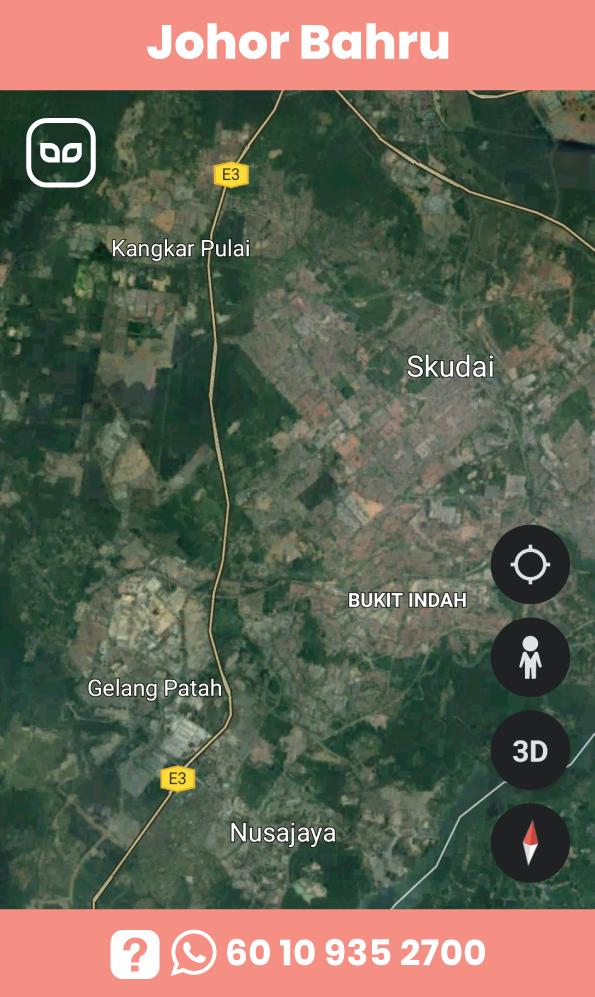 Johor Bahru
E3
Kangkar Pulai
Skudai
BUKIT INDAH
Gelang Patah
3D
E3
Nusajaya
? 60 10 935 2700